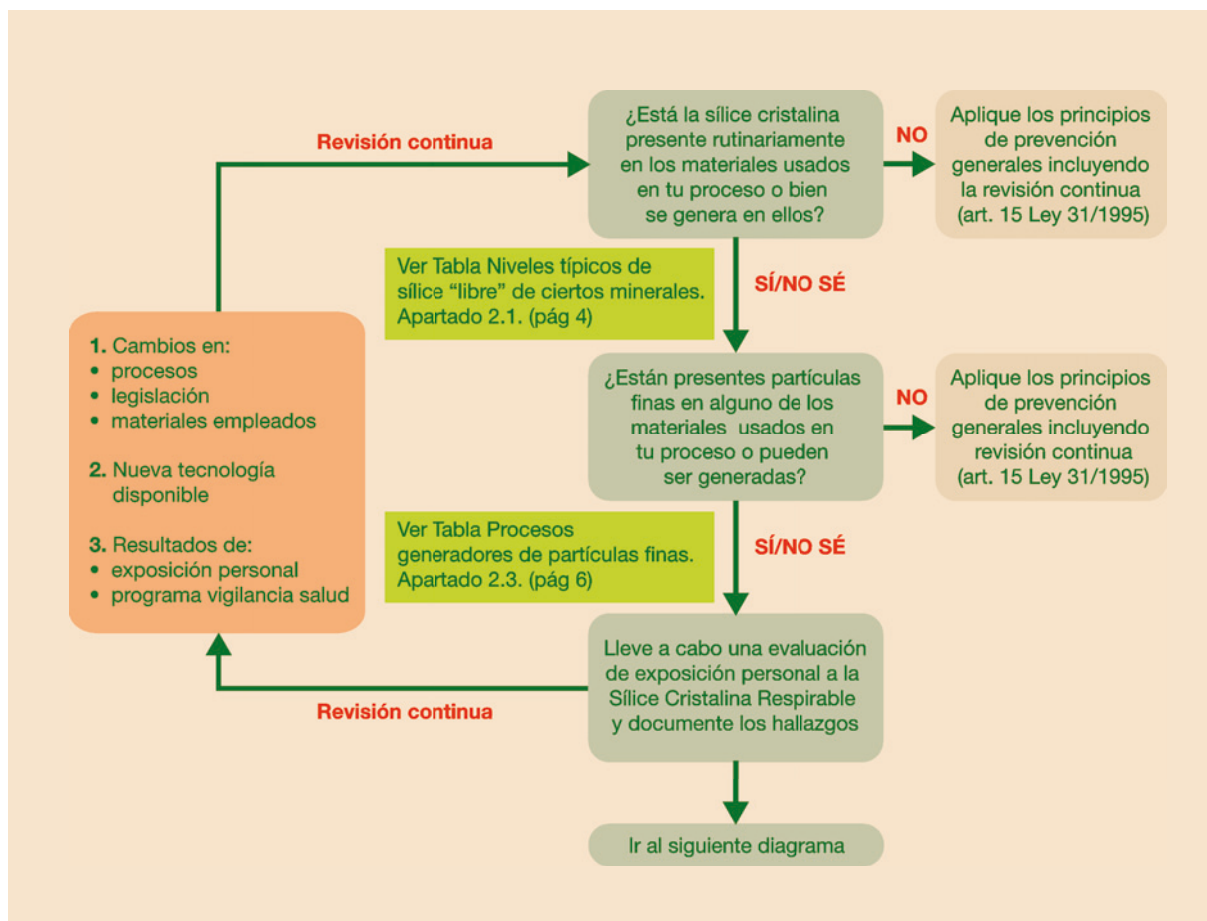 ¿Está la sílice cristalina
presente rutinariamente
en los materiales usados
en tu proceso o bien
se genera en ellos?
NO
Aplique los principios
de prevención
generales incluyendo
la revisión continua
(art. 15 Ley 31/1995)
Revisión continua
Ver Tabla Niveles típicos de
sílice “libre” de ciertos minerales.
Apartado 2.1. (pág 4)
SÍ/NO SÉ
¿Están presentes partículas
finas en alguno de los
materiales usados en
tu proceso o pueden
ser generadas?
NO
Aplique los principios
de prevención
generales incluyendo
revisión continua
(art. 15 Ley 31/1995)
1. Cambios en:
• procesos
• legislación
• materiales empleados
2. Nueva tecnología
disponible
3. Resultados de:
• exposición personal
• programa vigilancia salud
Ver Tabla Procesos
generadores de partículas finas.
Apartado 2.3. (pág 6)
SÍ/NO SÉ
Lleve a cabo una evaluación
de exposición personal a la
Sílice Cristalina Respirable
y documente los hallazgos
Revisión continua
Ir al siguiente diagrama